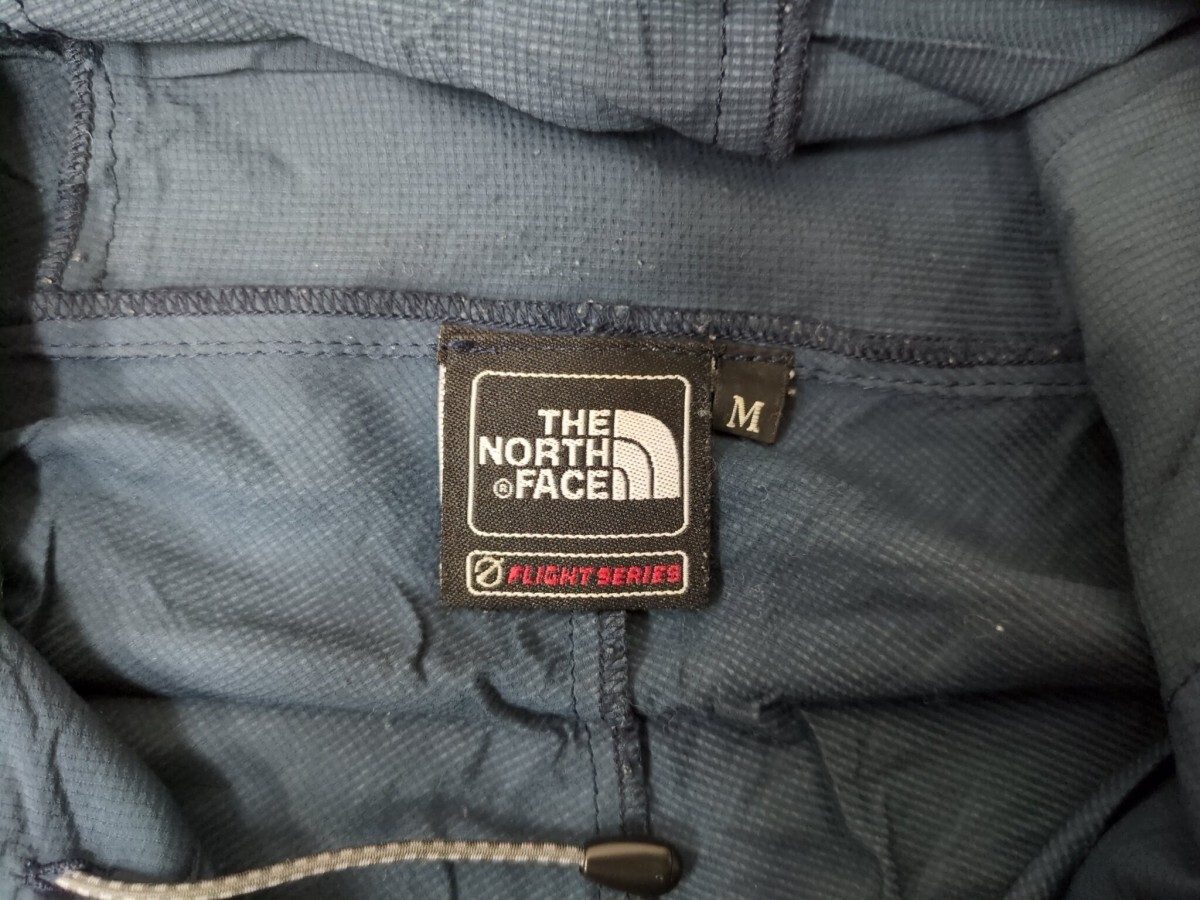 THE
NORTH
®FACE
M
FLIGHT SERIES